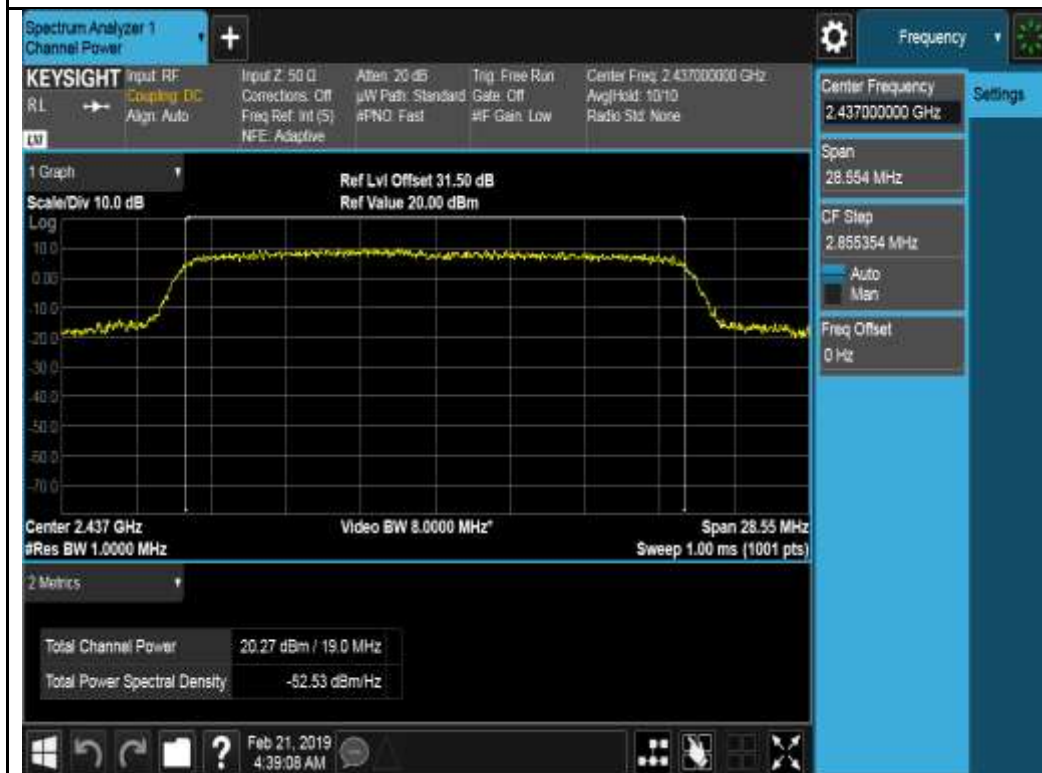 Spectrum Analyzer 1
Channel Power
+
Frequency
KEYSIGHT
RL
LXI
Input: RF
Coupling: DC
Align: Auto
Input Z: 50 Ω
Corrections: Off
Freq Ref: Int (S)
NFE: Adaptive
Atten: 20 dB
µW Path: Standard
#PNO: Fast
Trig: Free Run
Gate: Off
#IF Gain: Low
Center Freq: 2.437000000 GHz
Avg|Hold: 10/10
Radio Std: None
Center Frequency
2.437000000 GHz
Settings
Span
28.554 MHz
CF Step
2.855354 MHz
Auto
Man
Freq Offset
0 Hz
1 Graph
Scale/Div 10.0 dB
Ref Lvl Offset 31.50 dB
Ref Value 20.00 dBm
Log
10.0
0.00
-10.0
-20.0
-30.0
-40.0
-50.0
-60.0
-70.0
Center 2.437 GHz
#Res BW 1.0000 MHz
Video BW 8.0000 MHz*
Span 28.55 MHz
Sweep 1.00 ms (1001 pts)
2 Metrics
Total Channel Power 20.27 dBm / 19.0 MHz
Total Power Spectral Density -52.53 dBm/Hz
?
Feb 21, 2019
4:39:08 AM